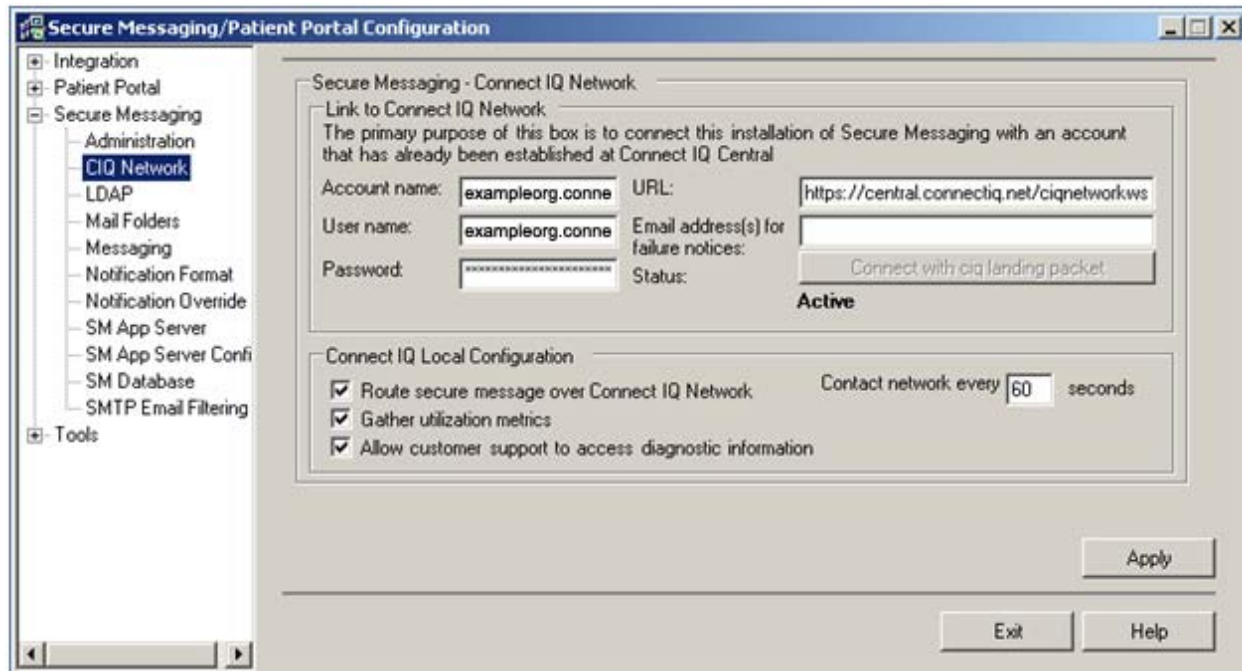 Secure Messaging/Patient Portal Configuration
Integration
Patient Portal
Secure Messaging
Administration
CIQ Network
LDAP
Mail Folders
Messaging
Notification Format
Notification Override
SM App Server
SM App Server Confi
SM Database
SMTP Email Filtering
Tools
Secure Messaging - Connect IQ Network
Link to Connect IQ Network
The primary purpose of this box is to connect this installation of Secure Messaging with an account
that has already been established at Connect IQ Central
Account name: exampleorg.conne URL: https://central.connectiq.net/ciqnetworkws
User name: exampleorg.conne Email address(s) for
failure notices:
Password: ********************** Status: Connect with ciq landing packet
Active
Connect IQ Local Configuration
Route secure message over Connect IQ Network Contact network every 60 seconds
Gather utilization metrics
Allow customer support to access diagnostic information
Apply
Exit Help